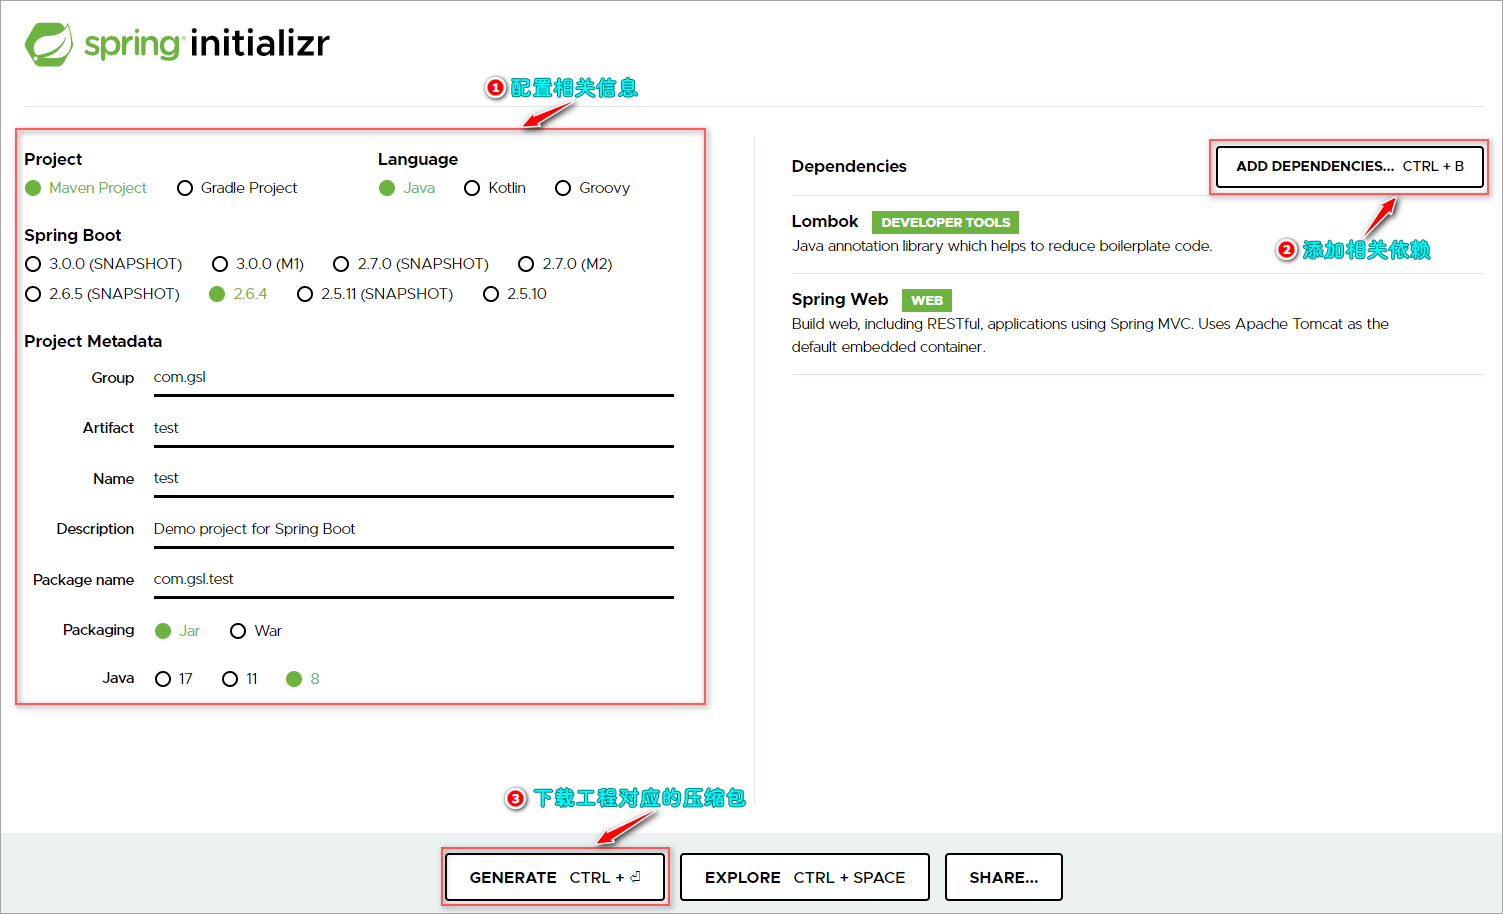 spring initializr
1 配置相关信息
Project
Maven Project Gradle Project
Language
Java Kotlin Groovy
Spring Boot
3.0.0 (SNAPSHOT) 3.0.0 (M1) 2.7.0 (SNAPSHOT) 2.7.0 (M2)
2.6.5 (SNAPSHOT) 2.6.4 2.5.11 (SNAPSHOT) 2.5.10
Project Metadata
Group com.gsl
Artifact test
Name test
Description Demo project for Spring Boot
Package name com.gsl.test
Packaging Jar War
Java 17 11 8
Dependencies
ADD DEPENDENCIES... CTRL + B
2 添加相关依赖
Lombok DEVELOPER TOOLS
Java annotation library which helps to reduce boilerplate code.
Spring Web WEB
Build web, including RESTful, applications using Spring MVC. Uses Apache Tomcat as the
default embedded container.
3 下载工程对应的压缩包
GENERATE CTRL + ⏎
EXPLORE CTRL + SPACE
SHARE...